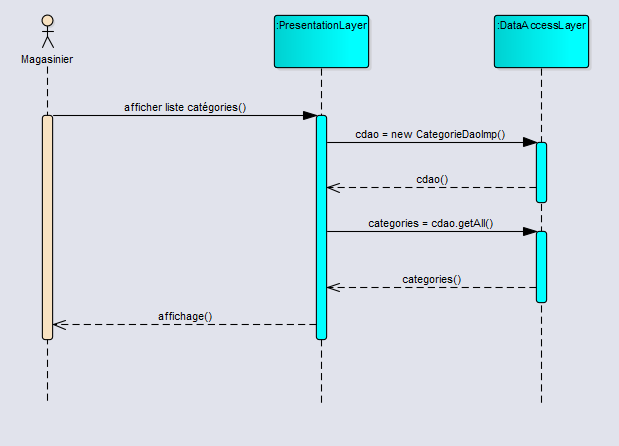 :PresentationLayer
:DataAccessLayer
Magasinier
afficher liste catégories()
cdao = new CategorieDaoImp()
cdao()
categories = cdao.getAll()
categories()
affichage()